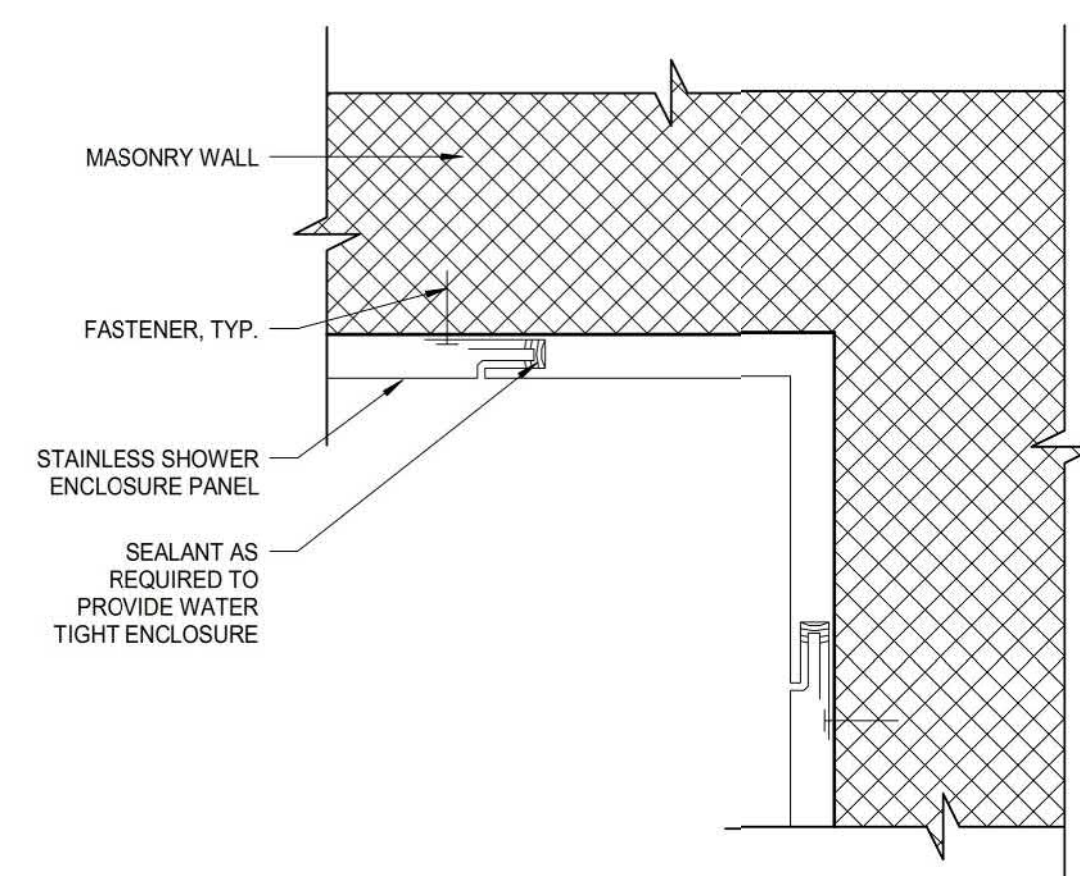 MASONRY WALL
FASTENER, TYP.
STAINLESS SHOWER
ENCLOSURE PANEL
SEALANT AS
REQUIRED TO
PROVIDE WATER
TIGHT ENCLOSURE